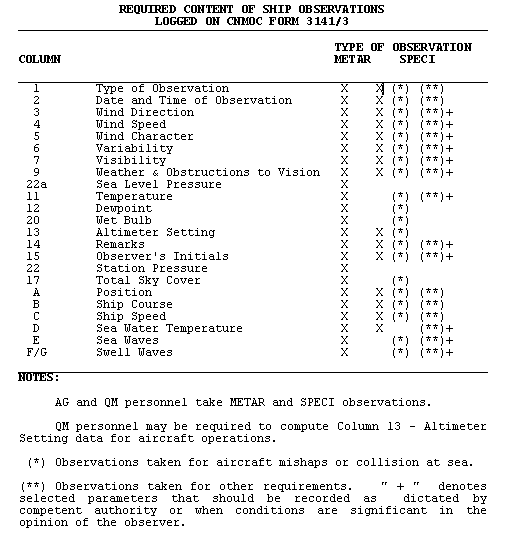 REQUIRED CONTENT OF SHIP OBSERVATIONS
LOGGED ON CNMOC FORM 3141/3
TYPE OF OBSERVATION
COLUMN METAR SPECI
1 Type of Observation X X (*) (**)
2 Date and Time of Observation X X (*) (**)
3 Wind Direction X X (*) (**)+
4 Wind Speed X X (*) (**)+
5 Wind Character X X (*) (**)+
6 Variability X X (*) (**)+
7 Visibility X X (*) (**)+
9 Weather & Obstructions to Vision X X (*) (**)+
22a Sea Level Pressure X
11 Temperature X (*) (**)+
12 Dewpoint X (*)
20 Wet Bulb X (*)
13 Altimeter Setting X X (*)
14 Remarks X X (*) (**)+
15 Observer's Initials X X (*) (**)+
22 Station Pressure X
17 Total Sky Cover X (*)
A Position X X (*) (**)
B Ship Course X X (*) (**)
C Ship Speed X X (*) (**)
D Sea Water Temperature X X (**)+
E Sea Waves X (*) (**)+
F/G Swell Waves X (*) (**)+
NOTES:
AG and QM personnel take METAR and SPECI observations.
QM personnel may be required to compute Column 13 - Altimeter
Setting data for aircraft operations.
(*) Observations taken for aircraft mishaps or collision at sea.
(**) Observations taken for other requirements. " + " denotes
selected parameters that should be recorded as dictated by
competent authority or when conditions are significant in the
opinion of the observer.